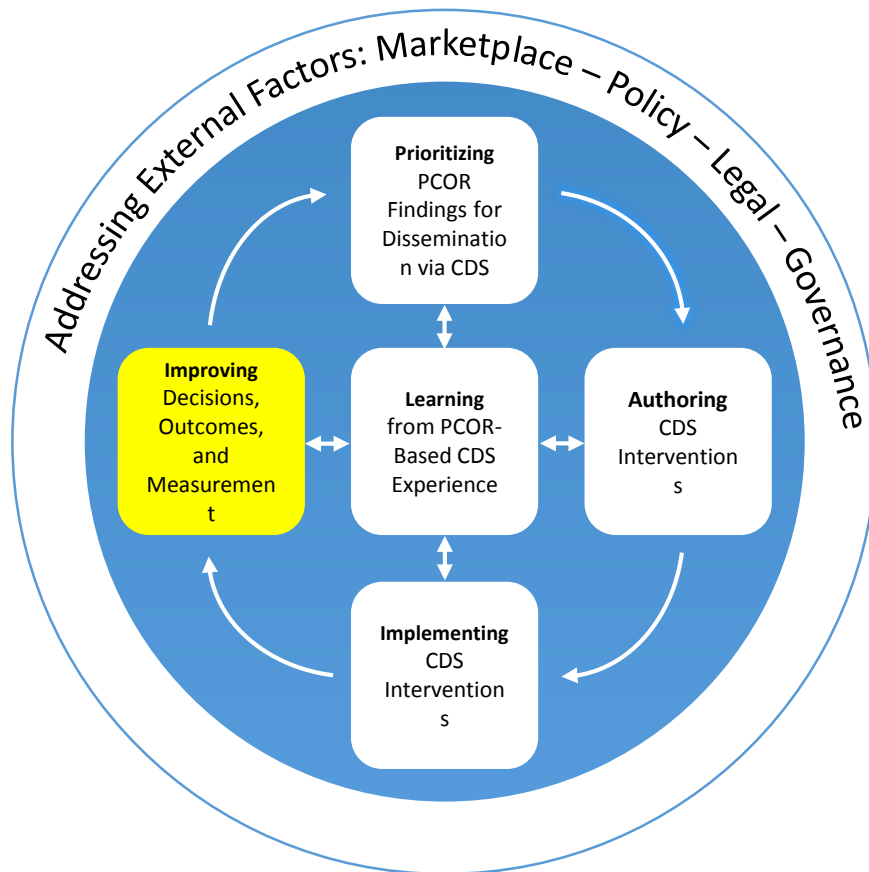 Addressing External Factors: Marketplace – Policy – Legal – Governance
Prioritizing
PCOR
Findings for
Disseminatio
n via CDS
Improving
Decisions,
Outcomes,
and
Measuremen
t
Learning
from PCOR-
Based CDS
Experience
Authoring
CDS
Intervention
s
Implementing
CDS
Intervention
s